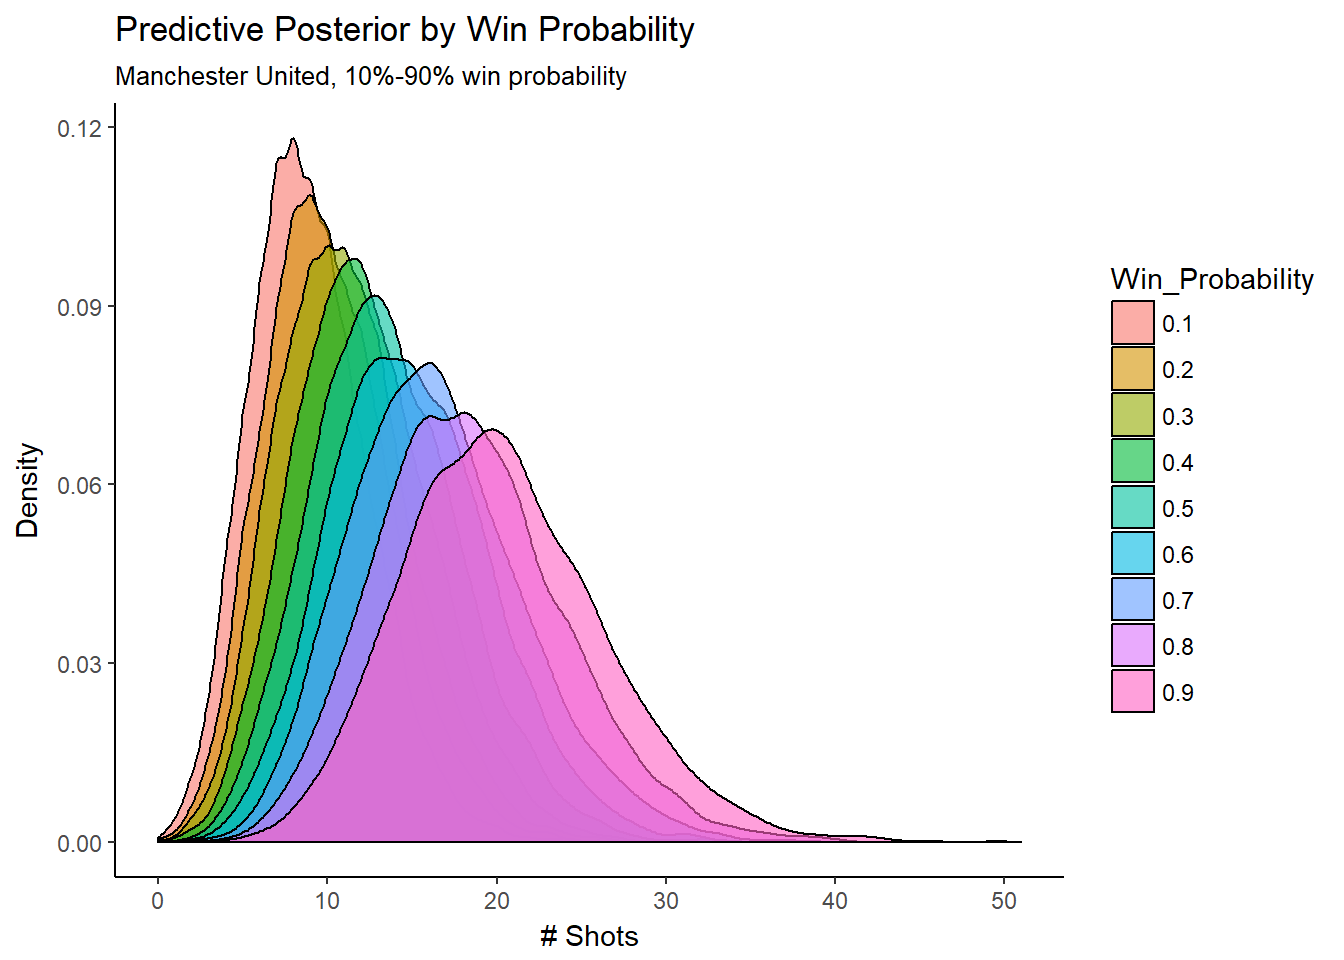 Predictive Posterior by Win Probability
Manchester United, 10%-90% win probability
0.12
0.09
0.06
0.03
0.00
Density
0 10 20 30 40 50
# Shots
Win_Probability
0.1
0.2
0.3
0.4
0.5
0.6
0.7
0.8
0.9